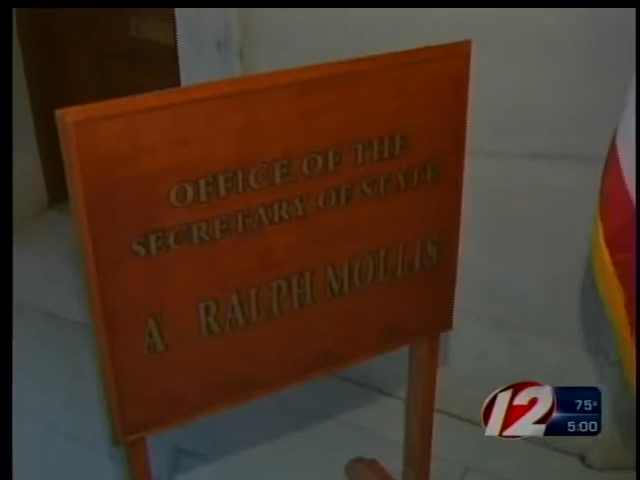 OFFICE OF THE
SECRETARY OF STATE
A RALPH MOLLIS
12
75°
5:00